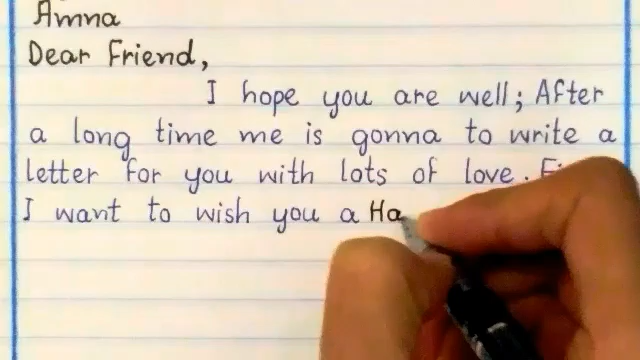 Amna
Dear Friend,
I hope you are well; After
a long time me is gonna to write a
letter for you with lots of love.
I want to wish you a Ha